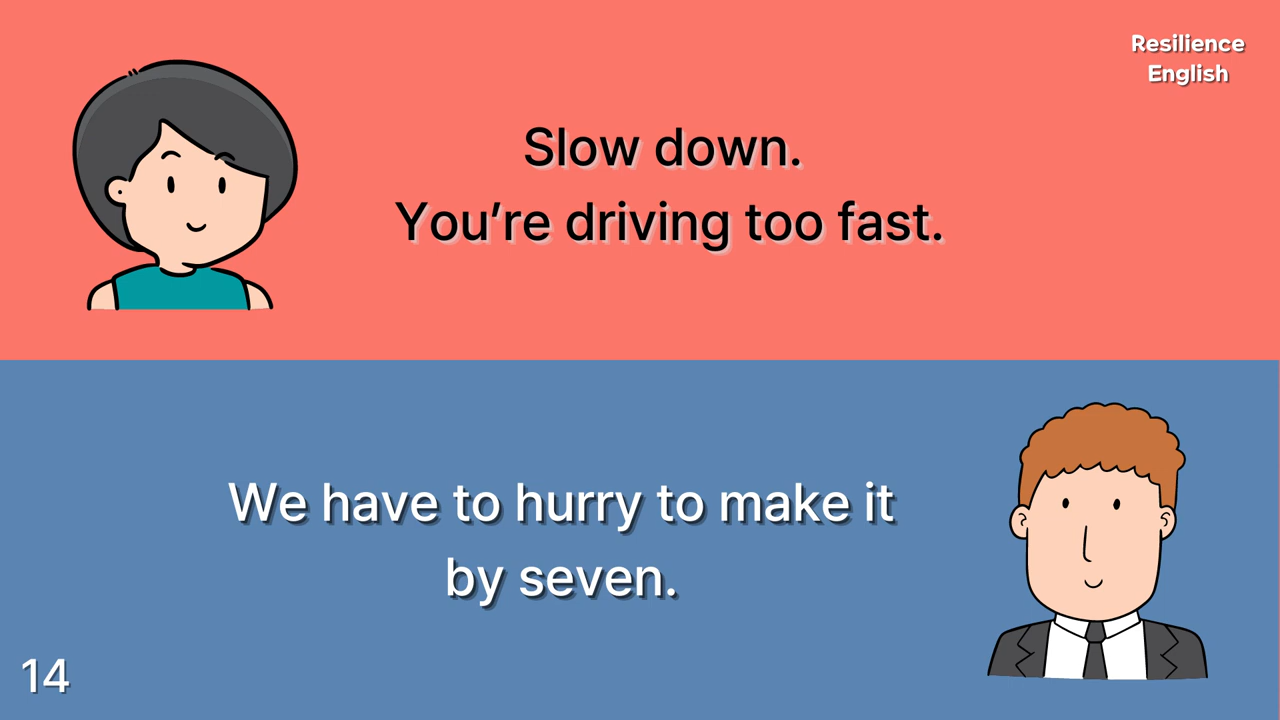 Resilience
English
Slow down.
You’re driving too fast.
We have to hurry to make it
by seven.
14